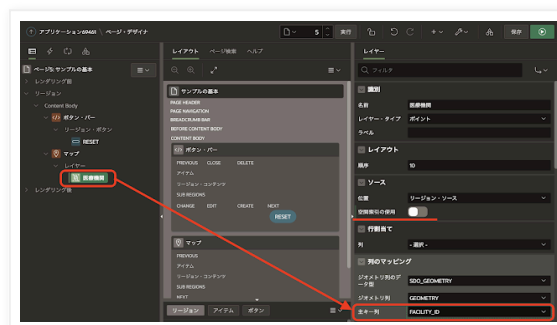 アプリケーション69461 \ ページ・デザイナ
5
実行
保存
ページ5: サンプルの基本
レンダリング前
リージョン
Content Body
ボタン・バー
リージョン・ボタン
RESET
マップ
レイヤー
医療機関
レンダリング後
レイアウト
ページ検索
ヘルプ
サンプルの基本
PAGE HEADER
PAGE NAVIGATION
BREADCRUMB BAR
BEFORE CONTENT BODY
CONTENT BODY
ボタン・バー
PREVIOUS CLOSE DELETE
アイテム
リージョン・コンテンツ
SUB REGIONS
CHANGE EDIT CREATE NEXT
RESET
マップ
PREVIOUS
アイテム
リージョン・コンテンツ
SUB REGIONS
NEXT
リージョン アイテム ボタン
レイヤー
フィルタ
識別
名前 医療機関
レイヤー・タイプ ポイント
ラベル
レイアウト
順序 10
ソース
位置 リージョン・ソース
空間索引の使用
行割当て
列 - 選択 -
列のマッピング
ジオメトリ列のデータ型 SDO_GEOMETRY
ジオメトリ列 GEOMETRY
主キー列 FACILITY_ID